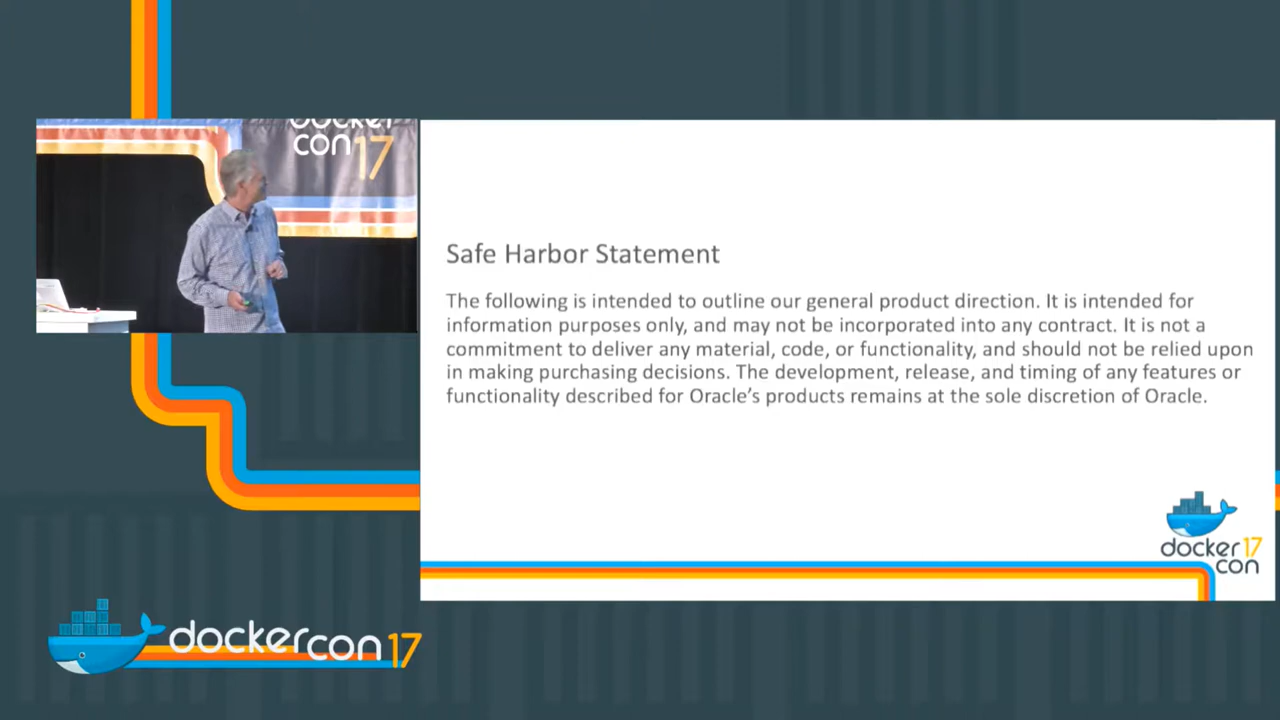 docker
con 17
Safe Harbor Statement
The following is intended to outline our general product direction. It is intended for
information purposes only, and may not be incorporated into any contract. It is not a
commitment to deliver any material, code, or functionality, and should not be relied upon
in making purchasing decisions. The development, release, and timing of any features or
functionality described for Oracle’s products remains at the sole discretion of Oracle.
docker 17
con
dockercon 17